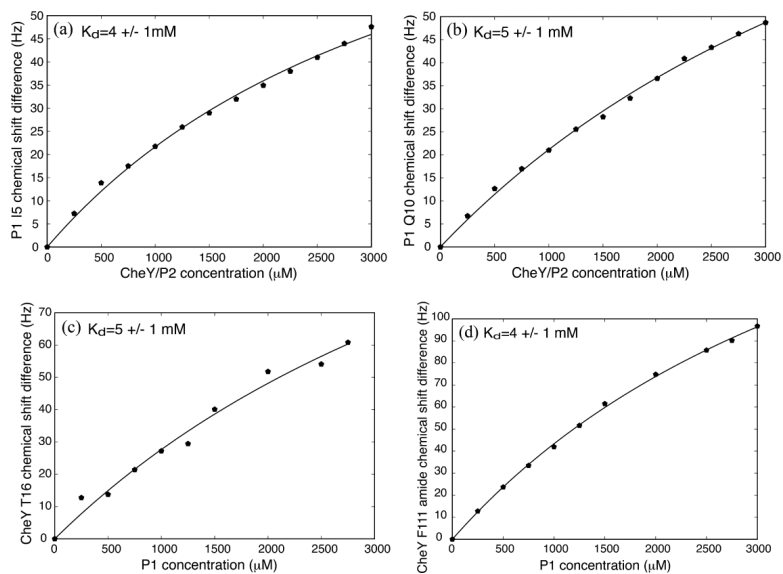 (a) Kd=4 +/- 1mM
P1 I5 chemical shift difference (Hz)
50
45
40
35
30
25
20
15
10
5
0
0 500 1000 1500 2000 2500 3000
CheY/P2 concentration (μM)
(b) Kd=5 +/- 1 mM
P1 Q10 chemical shift difference (Hz)
50
45
40
35
30
25
20
15
10
5
0
0 500 1000 1500 2000 2500 3000
CheY/P2 concentration (μM)
(c) Kd=5 +/- 1 mM
CheY T16 chemical shift difference (Hz)
70
60
50
40
30
20
10
0
0 500 1000 1500 2000 2500 3000
P1 concentration (μM)
(d) Kd=4 +/- 1 mM
CheY F111 amide chemical shift difference (Hz)
100
90
80
70
60
50
40
30
20
10
0
0 500 1000 1500 2000 2500 3000
P1 concentration (μM)